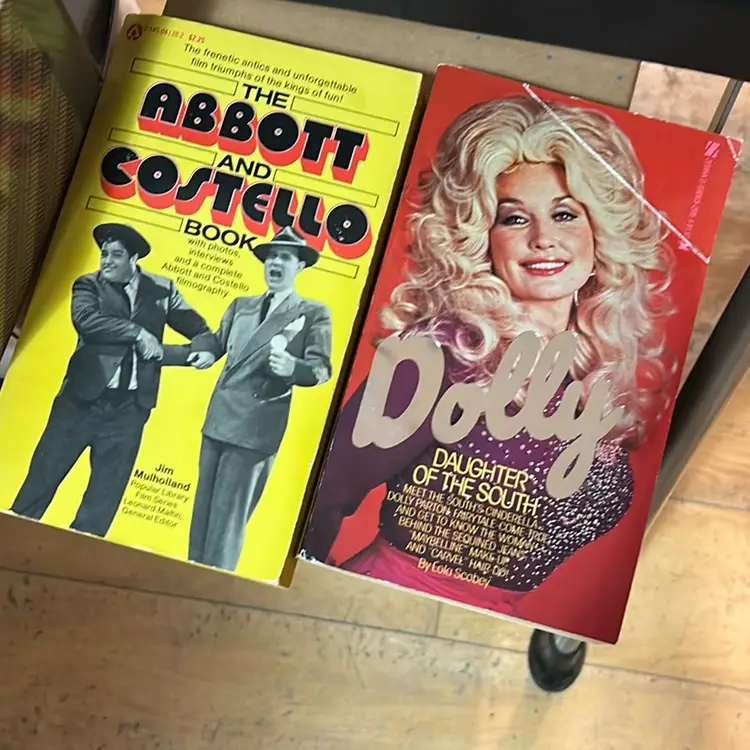 $2.25
The frenetic antics and unforgettable
film triumphs of the kings of fun!
THE
ABBOTT
AND
COSTELLO
BOOK
with photos,
interviews
and a complete
Abbott and Costello
filmography
Jim
Mulholland
Popular Library
Film Series
Leonard Maltin,
General Editor
Dolly
DAUGHTER
OF THE SOUTH
MEET THE SOUTH'S CINDERELLA
DOLLY PARTON, FAIRYTALE COME TRUE
AND GET TO KNOW THE WOMAN
BEHIND THE SEQUINED JEANS,
"MAYBELLINE" MAKE-UP
AND "CARVEL" HAIR-DO!
By Lola Scobey